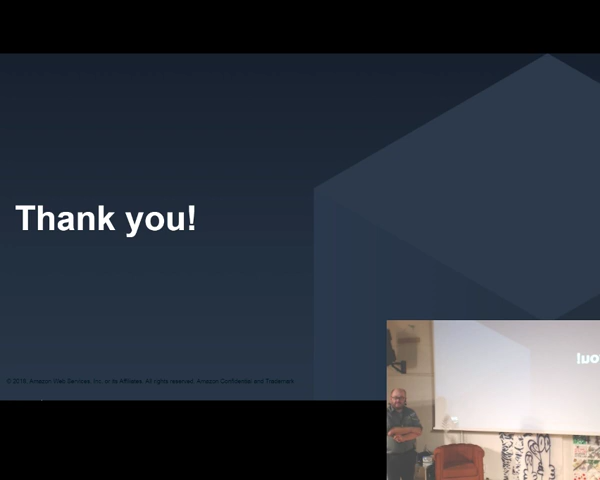 Thank you!
© 2016, Amazon Web Services, Inc. or its Affiliates. All rights reserved. Amazon Confidential and Trademark